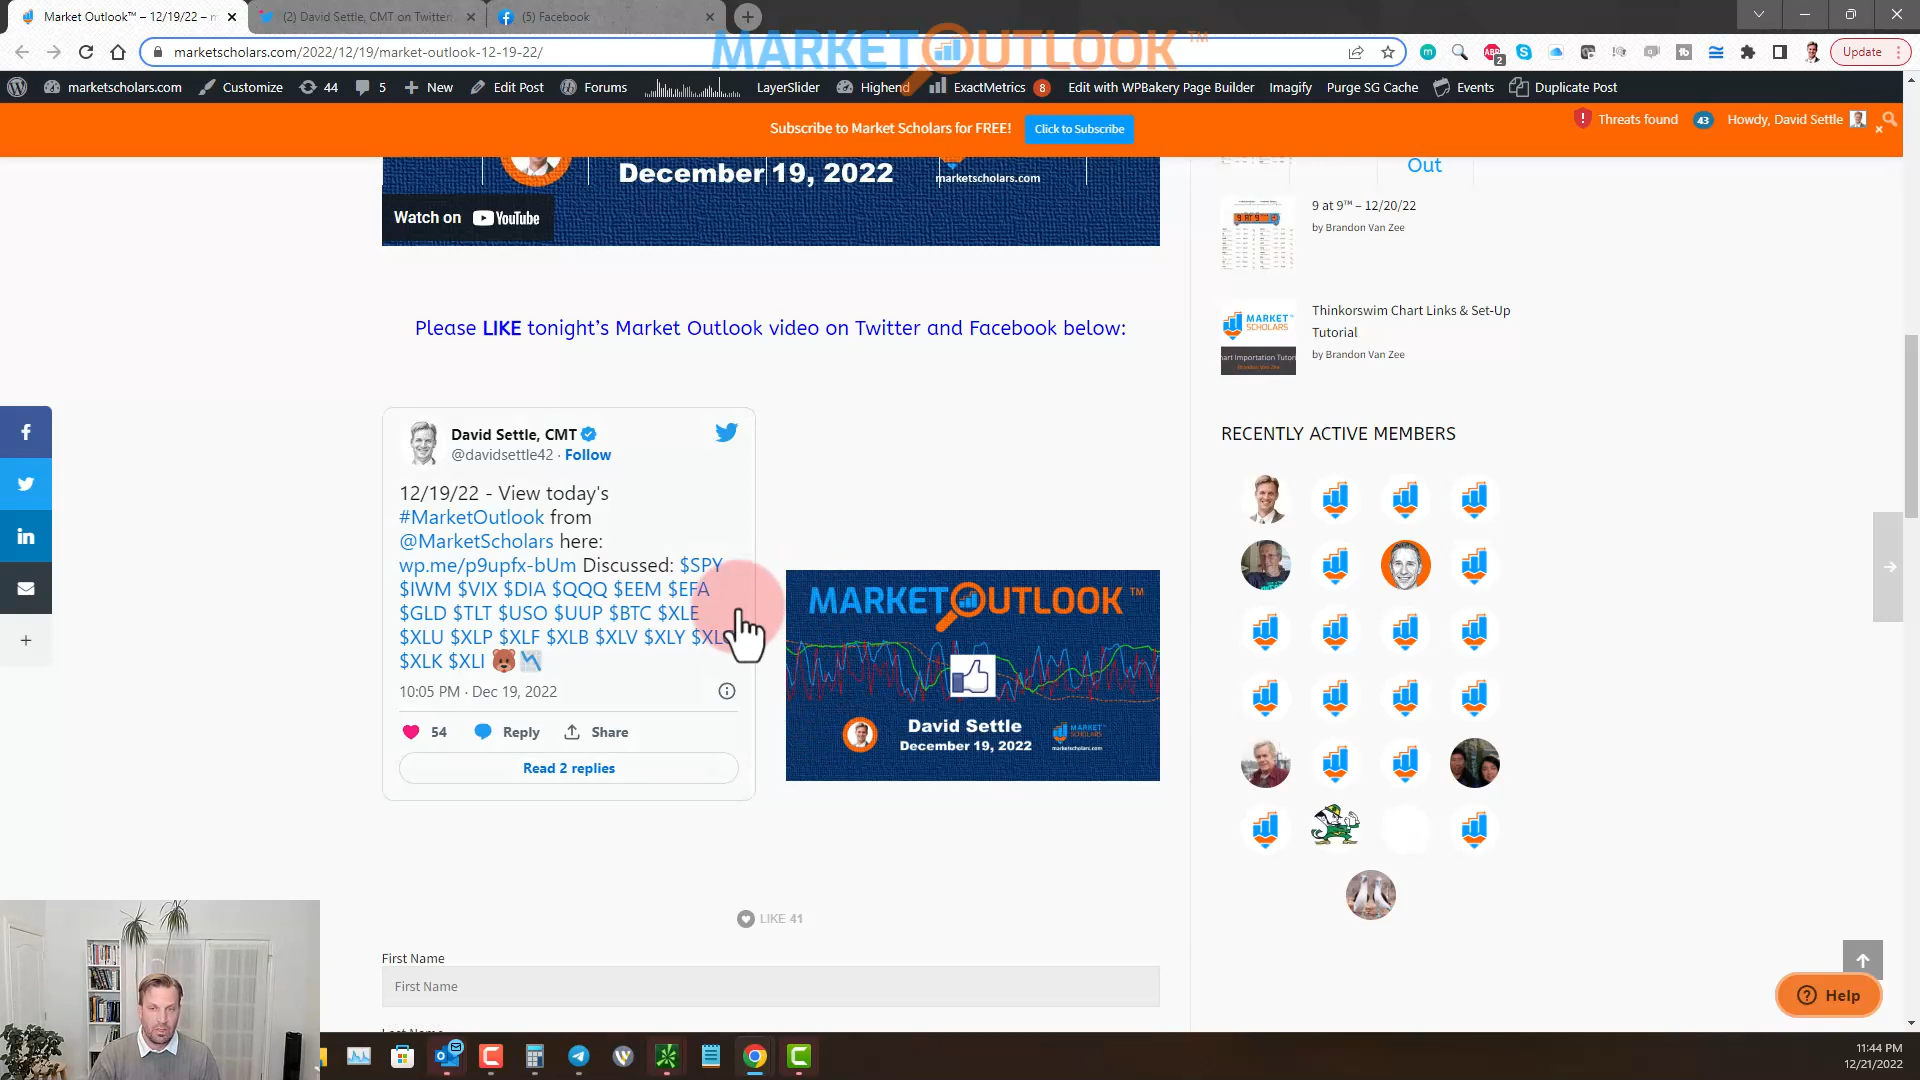 Market Outlook™ – 12/19/22 – m
(2) David Settle, CMT on Twitter
(5) Facebook
marketscholars.com/2022/12/19/market-outlook-12-19-22/
Update
MARKET OUTLOOK™
marketscholars.com
Customize
44
5
New
Edit Post
Forums
LayerSlider
Highend
ExactMetrics
8
Edit with WPBakery Page Builder
Imagify
Purge SG Cache
Events
Duplicate Post
Subscribe to Market Scholars for FREE!
Click to Subscribe
Threats found
43
Howdy, David Settle
December 19, 2022
marketscholars.com
Watch on YouTube
Out
9 at 9™ – 12/20/22
by Brandon Van Zee
Thinkorswim Chart Links & Set-Up
Tutorial
by Brandon Van Zee
MARKET
SCHOLARS
Please LIKE tonight's Market Outlook video on Twitter and Facebook below:
David Settle, CMT
@davidsettle42 · Follow
12/19/22 - View today's
#MarketOutlook from
@MarketScholars here:
wp.me/p9upfx-bUm Discussed: $SPY
$IWM $VIX $DIA $QQQ $EEM $EFA
$GLD $TLT $USO $UUP $BTC $XLE
$XLU $XLP $XLF $XLB $XLV $XLY
$XLK $XLI
10:05 PM · Dec 19, 2022
54
Reply
Share
Read 2 replies
MARKET OUTLOOK™
David Settle
December 19, 2022
MARKET
SCHOLARS
marketscholars.com
RECENTLY ACTIVE MEMBERS
LIKE 41
First Name
First Name
Help
11:44 PM
12/21/2022